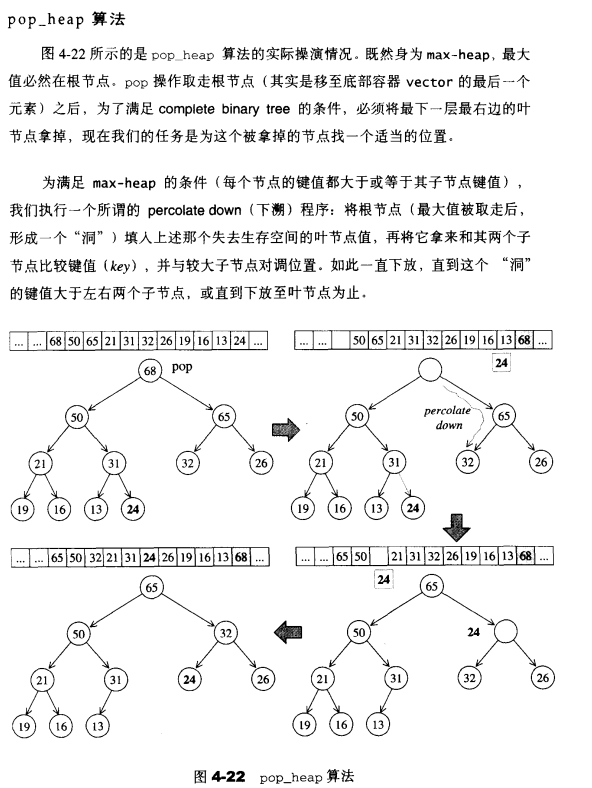 pop_heap 算法
图 4-22 所示的是 pop_heap 算法的实际操演情况。既然身为 max-heap，最大
值必然在根节点。pop 操作取走根节点（其实是移至底部容器 vector 的最后一个
元素）之后，为了满足 complete binary tree 的条件，必须将最下一层最右边的叶
节点拿掉，现在我们的任务是为这个被拿掉的节点找一个适当的位置。
为满足 max-heap 的条件（每个节点的键值都大于或等于其子节点键值），
我们执行一个所谓的 percolate down（下溯）程序：将根节点（最大值被取走后，
形成一个“洞”）填人上述那个失去生存空间的叶节点值，再将它拿来和其两个子
节点比较键值（key），并与较大子节点对调位置。如此一直下放，直到这个 “洞”
的键值大于左右两个子节点，或直到下放至叶节点为止。
... ... 68 50 65 21 31 32 26 19 16 13 24 ...
68 pop
50 65
21 31 32 26
19 16 13 24
... ... 50 65 21 31 32 26 19 16 13 68 ...
24
percolate
down
50 65
21 31 32 26
19 16 13 24
... ... 65 50 32 21 31 24 26 19 16 13 68 ...
65
50 32
21 31 24 26
19 16 13
... ... 65 50 21 31 32 26 19 16 13 68 ...
24
65
50 24
21 31 32 26
19 16 13
图 4-22 pop_heap 算法